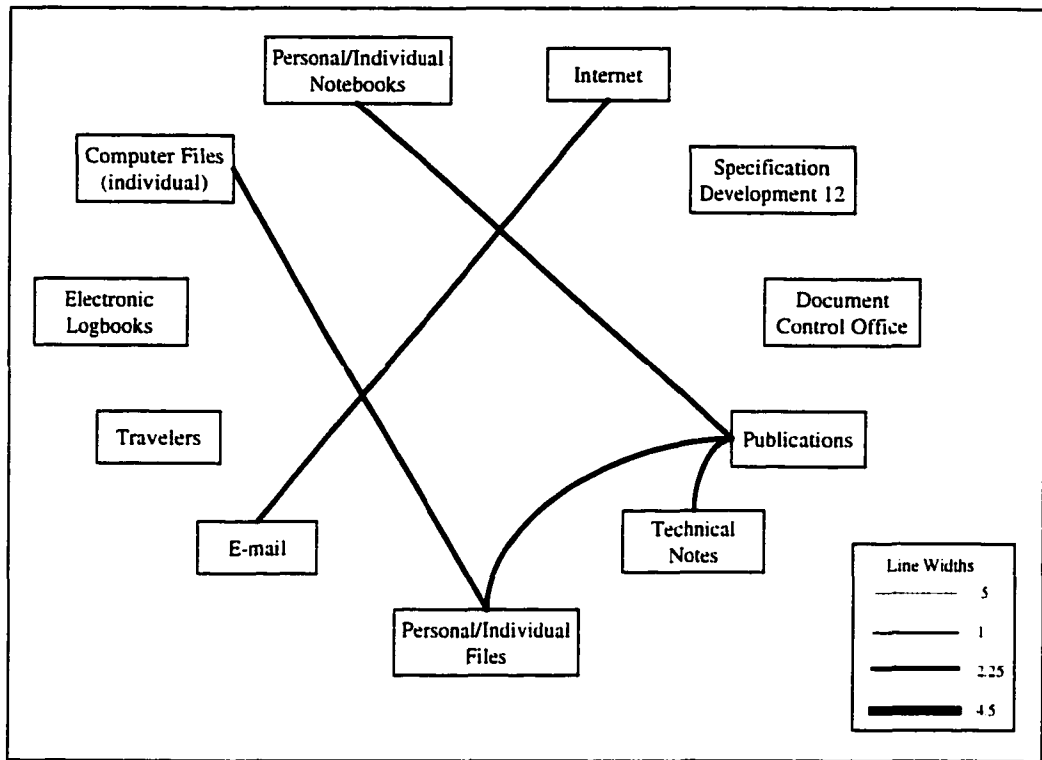 Personal/Individual
Notebooks
Internet
Computer Files
(individual)
Specification
Development 12
Electronic
Logbooks
Document
Control Office
Travelers
Publications
E-mail
Technical
Notes
Personal/Individual
Files
Line Widths
5
1
2.25
4.5